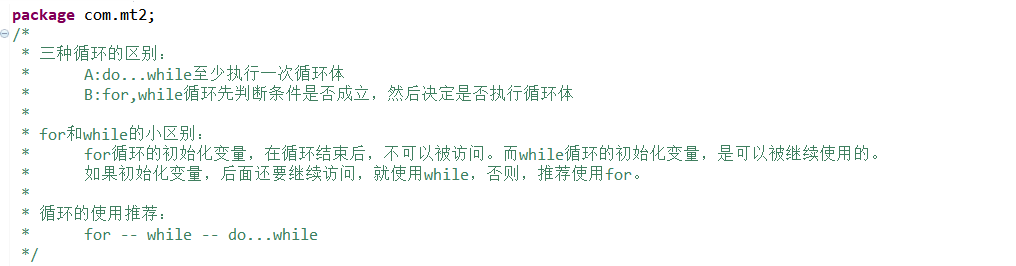 package com.mt2;
/*
 * 三种循环的区别：
 *      A:do...while至少执行一次循环体
 *      B:for,while循环先判断条件是否成立，然后决定是否执行循环体
 *
 * for和while的小区别：
 *      for循环的初始化变量，在循环结束后，不可以被访问。而while循环的初始化变量，是可以被继续使用的。
 *      如果初始化变量，后面还要继续访问，就使用while，否则，推荐使用for。
 *
 * 循环的使用推荐：
 *      for -- while -- do...while
 */